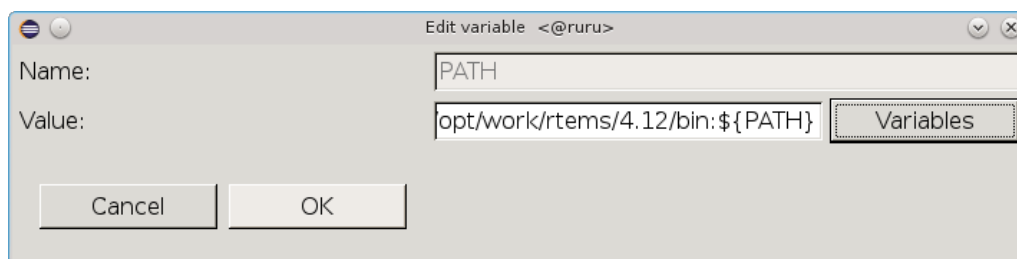 Edit variable <@ruru>
Name: PATH
Value: /opt/work/rtems/4.12/bin:${PATH} Variables
Cancel OK